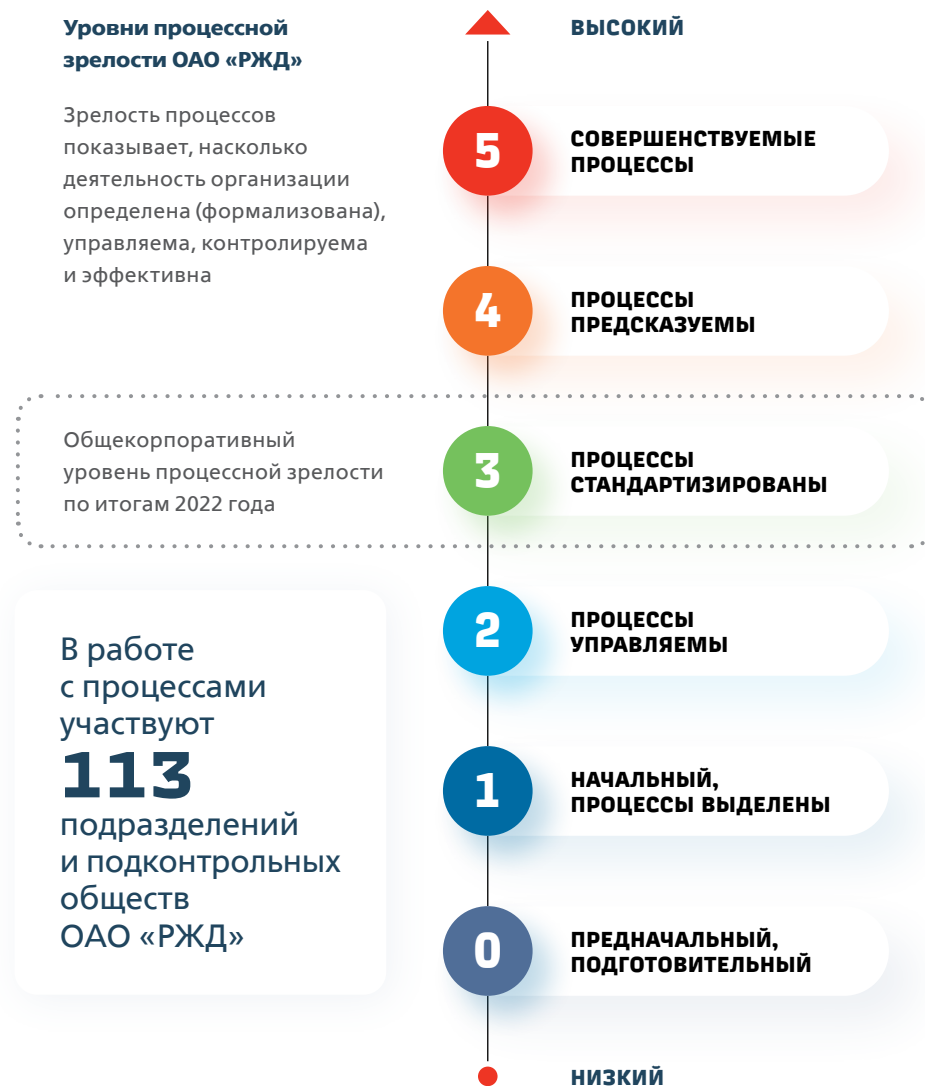 Уровни процессной
зрелости ОАО «РЖД»
Зрелость процессов
показывает, насколько
деятельность организации
определена (формализована),
управляема, контролируема
и эффективна
ВЫСОКИЙ
5
СОВЕРШЕНСТВУЕМЫЕ
ПРОЦЕССЫ
4
ПРОЦЕССЫ
ПРЕДСКАЗУЕМЫ
Общекорпоративный
уровень процессной зрелости
по итогам 2022 года
3
ПРОЦЕССЫ
СТАНДАРТИЗИРОВАНЫ
2
ПРОЦЕССЫ
УПРАВЛЯЕМЫ
В работе
с процессами
участвуют
113
подразделений
и подконтрольных
обществ
ОАО «РЖД»
1
НАЧАЛЬНЫЙ,
ПРОЦЕССЫ ВЫДЕЛЕНЫ
0
ПРЕДНАЧАЛЬНЫЙ,
ПОДГОТОВИТЕЛЬНЫЙ
НИЗКИЙ